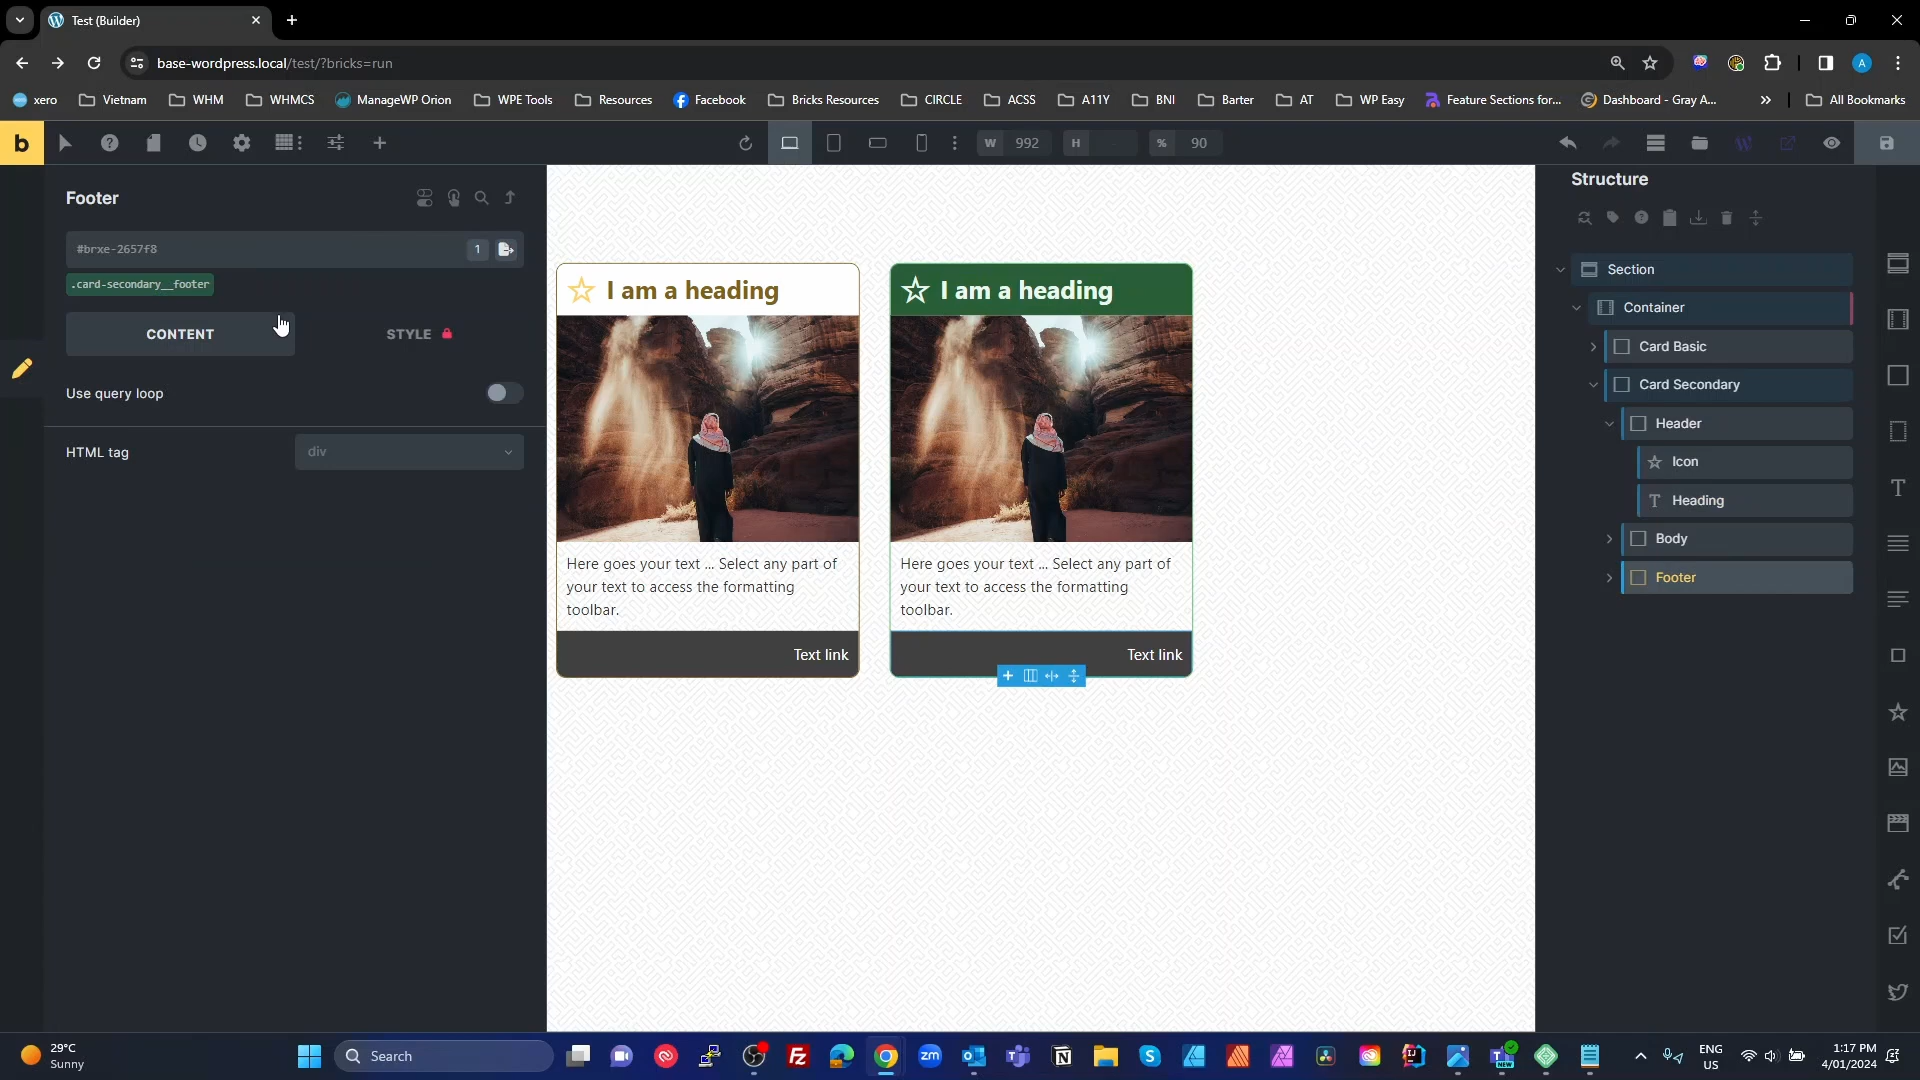 Test (Builder)
base-wordpress.local/test/?bricks=run
xero
Vietnam
WHM
WHMCS
ManageWP Orion
WPE Tools
Resources
Facebook
Bricks Resources
CIRCLE
ACSS
A11Y
BNI
Barter
AT
WP Easy
Feature Sections for...
Dashboard - Gray A...
All Bookmarks
b
W 992
H -
% 90
Footer
#brxe-2657f8
1
.card-secondary__footer
CONTENT
STYLE
Use query loop
HTML tag
div
I am a heading
Here goes your text ... Select any part of
your text to access the formatting
toolbar.
Text link
I am a heading
Here goes your text ... Select any part of
your text to access the formatting
toolbar.
Text link
Structure
Section
Container
Card Basic
Card Secondary
Header
Icon
Heading
Body
Footer
29°C
Sunny
Search
ENG
US
1:17 PM
4/01/2024